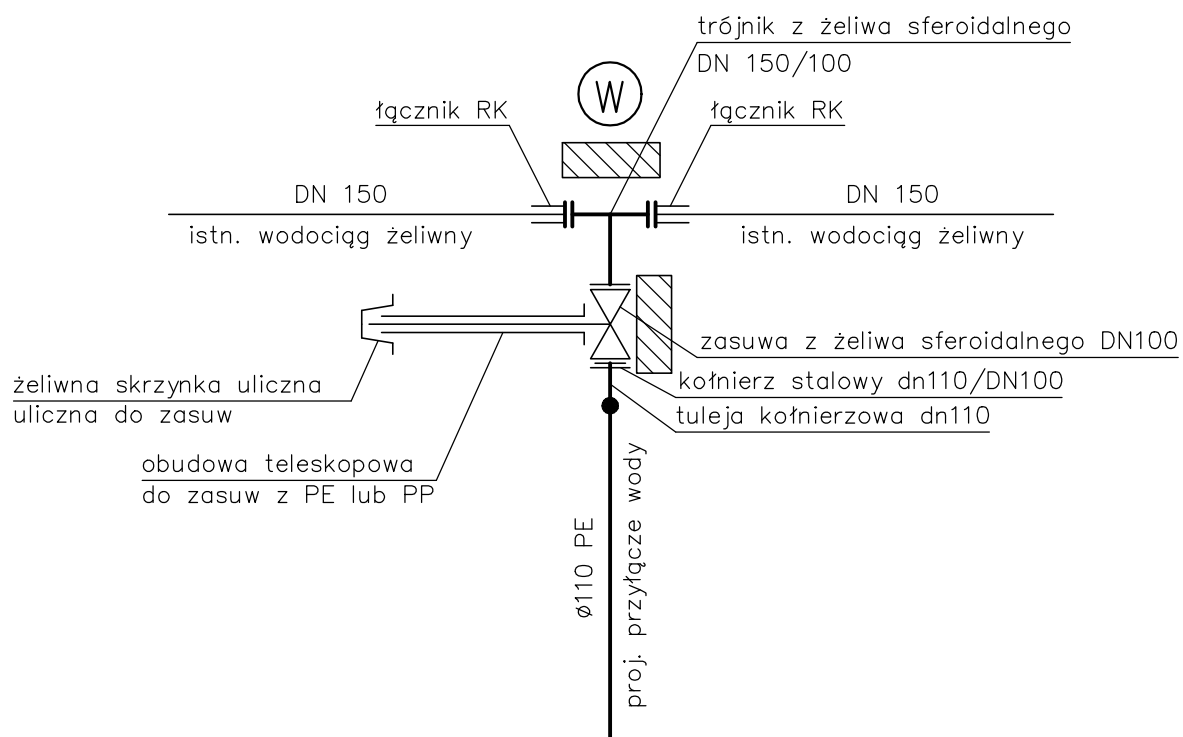 trójnik z żeliwa sferoidalnego
DN 150/100
W
łącznik RK
łącznik RK
DN 150
DN 150
istn. wodociąg żeliwny
istn. wodociąg żeliwny
zasuwa z żeliwa sferoidalnego DN100
kołnierz stalowy dn110/DN100
tuleja kołnierzowa dn110
żeliwna skrzynka uliczna
uliczna do zasuw
obudowa teleskopowa
do zasuw z PE lub PP
ø110 PE
proj. przyłącze wody